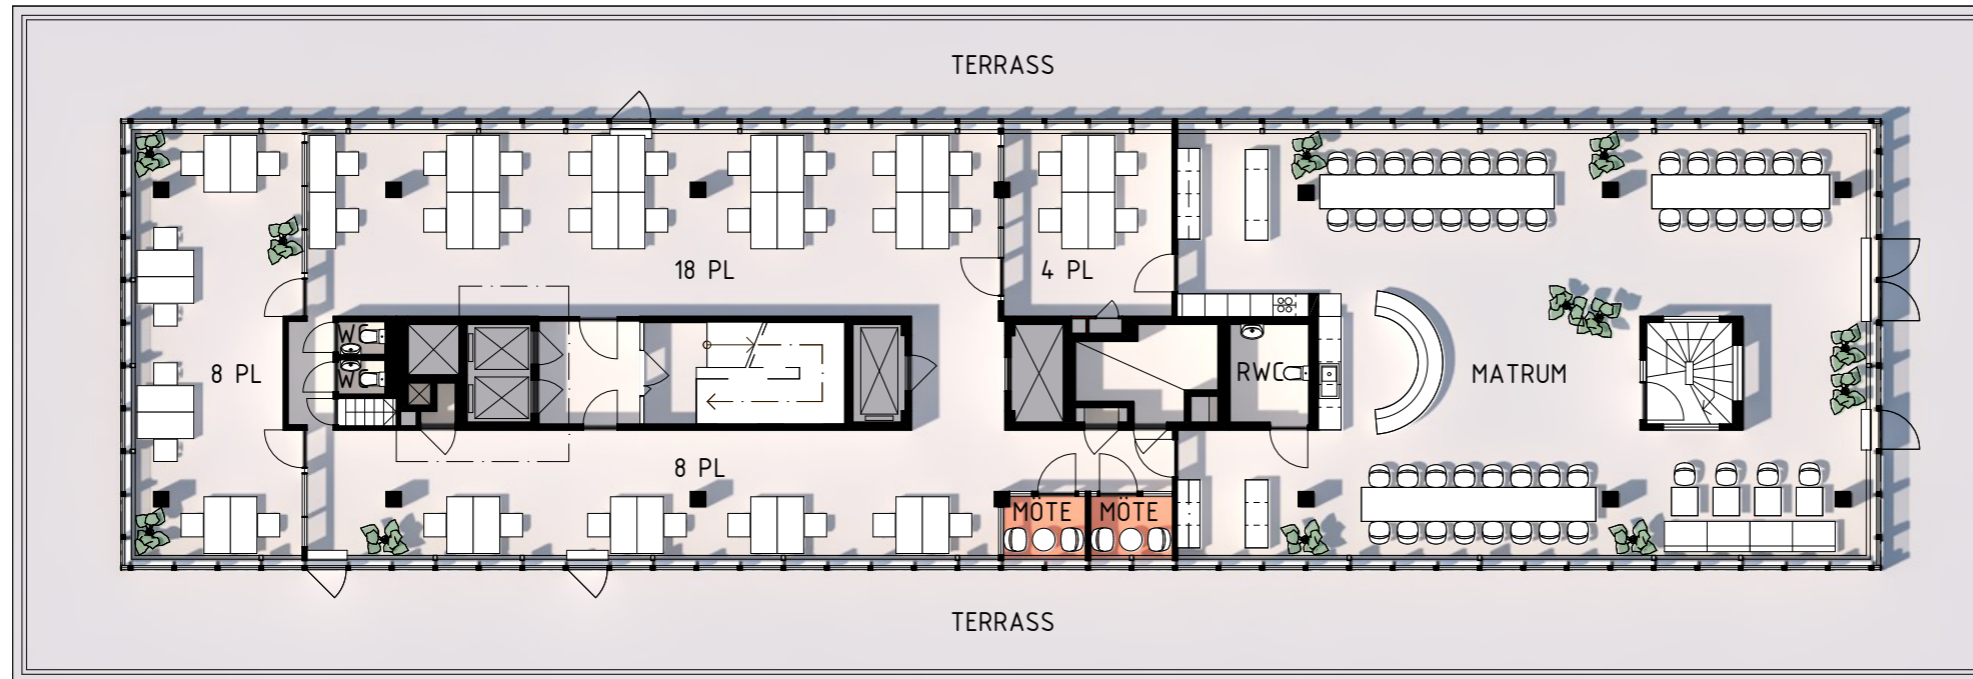 TERRASS
18 PL
4 PL
WC
WC
8 PL
RWC
MATRUM
8 PL
MÖTE
MÖTE
TERRASS